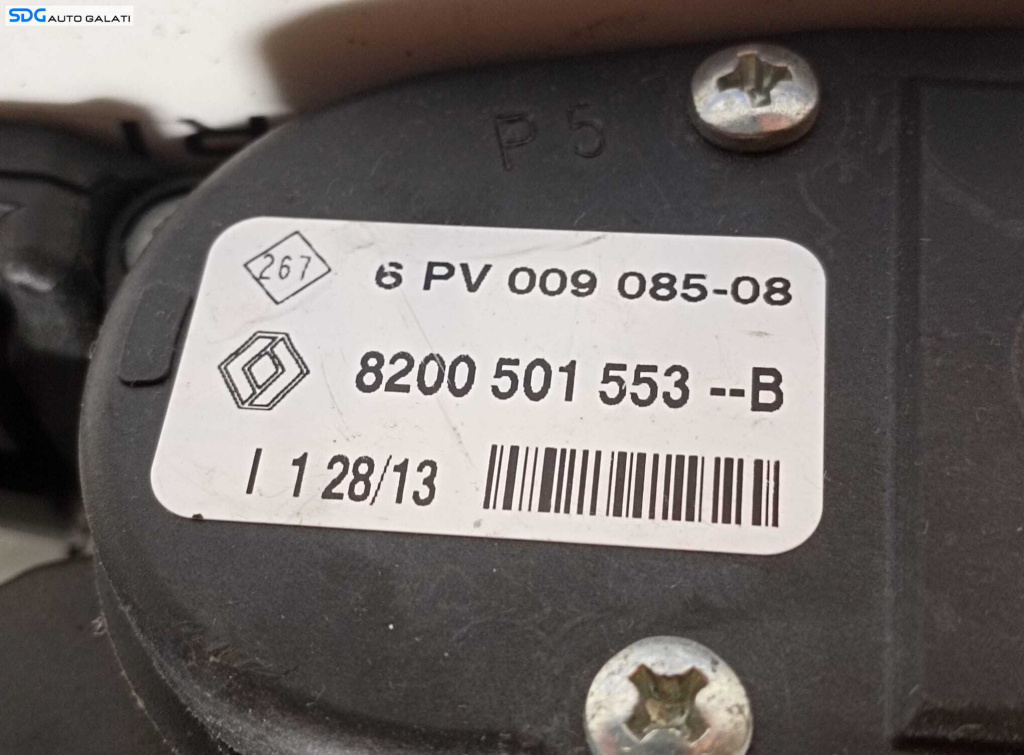 SDG AUTO GALATI
P 5
267
6 PV 009 085-08
8200 501 553 --B
I 1 28/13